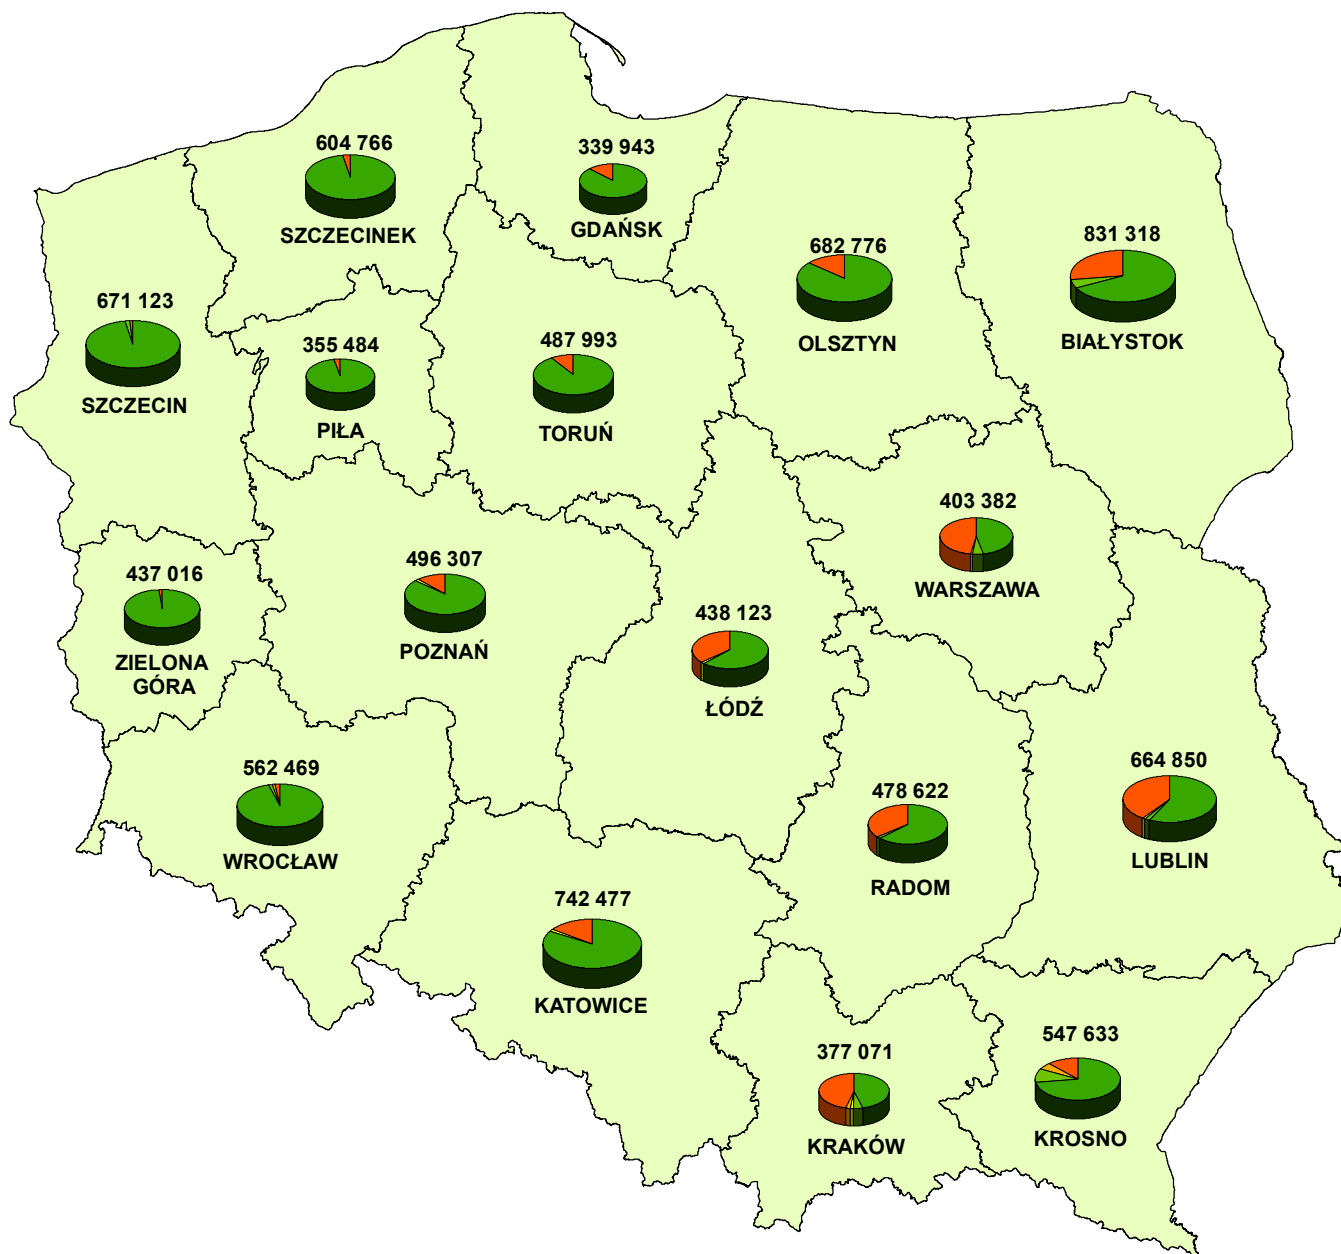 604 766
SZCZECINEK
339 943
GDAŃSK
682 776
OLSZTYN
831 318
BIAŁYSTOK
671 123
SZCZECIN
355 484
PIŁA
487 993
TORUŃ
403 382
WARSZAWA
437 016
ZIELONA
GÓRA
496 307
POZNAŃ
438 123
ŁÓDŹ
562 469
WROCŁAW
478 622
RADOM
664 850
LUBLIN
742 477
KATOWICE
377 071
KRAKÓW
547 633
KROSNO